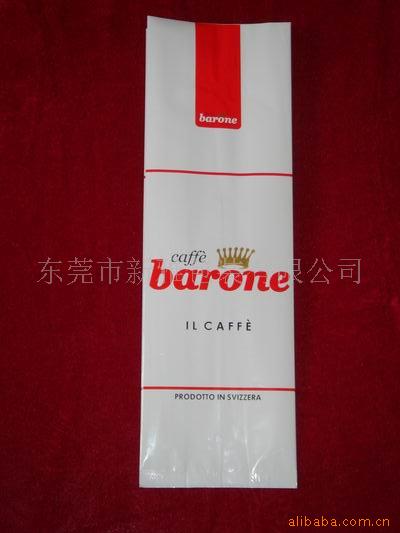 barone
caffè
barone
东莞市新 限公司
IL CAFFÈ
PRODOTTO IN SVIZZERA
alibaba.com.cn